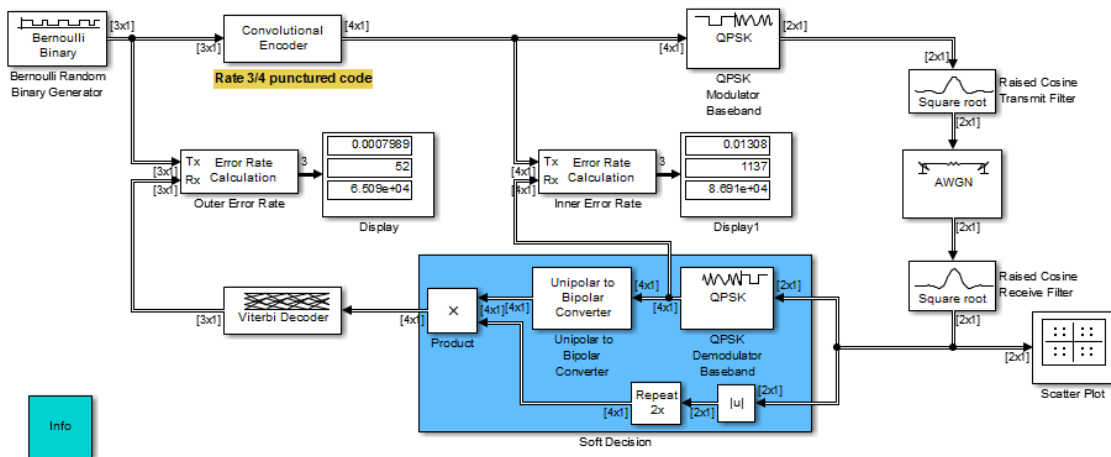 Bernoulli
Binary
Bernoulli Random
Binary Generator
[3x1]
[3x1]
Convolutional
Encoder
[4x1]
Rate 3/4 punctured code
[4x1]
QPSK
[2x1]
QPSK
Modulator
Baseband
[2x1]
Square root
Raised Cosine
Transmit Filter
[2x1]
Tx
Rx
[3x1]
[3x1]
Error Rate
Calculation
3
Outer Error Rate
0.0007989
52
6.509e+04
Display
Tx
Rx
[4x1]
[4x1]
Error Rate
Calculation
3
Inner Error Rate
0.01308
1137
8.691e+04
Display1
AWGN
[2x1]
[2x1]
Square root
Raised Cosine
Receive Filter
[2x1]
[2x1]
Scatter Plot
[3x1]
Viterbi Decoder
[4x1]
×
Product
[4x1]
[4x1]
Unipolar to
Bipolar
Converter
Unipolar to
Bipolar
Converter
[4x1]
[4x1]
QPSK
[2x1]
QPSK
Demodulator
Baseband
[4x1]
Repeat
2x
[2x1]
|u|
[2x1]
Soft Decision
Info